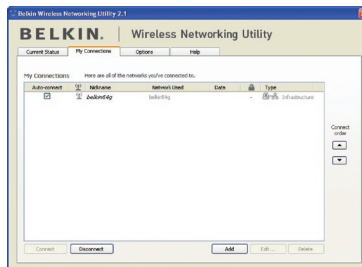 Belkin Wireless Networking Utility 2.1
BELKIN. Wireless Networking Utility
Current Status My Connections Options Help
My Connections Here are all of the networks you've connected to.
Auto-connect Nickname Network Used Date Type
belkin54g belkin54g - Infrastructure
Connect order
Connect Disconnect Add Edit ... Delete